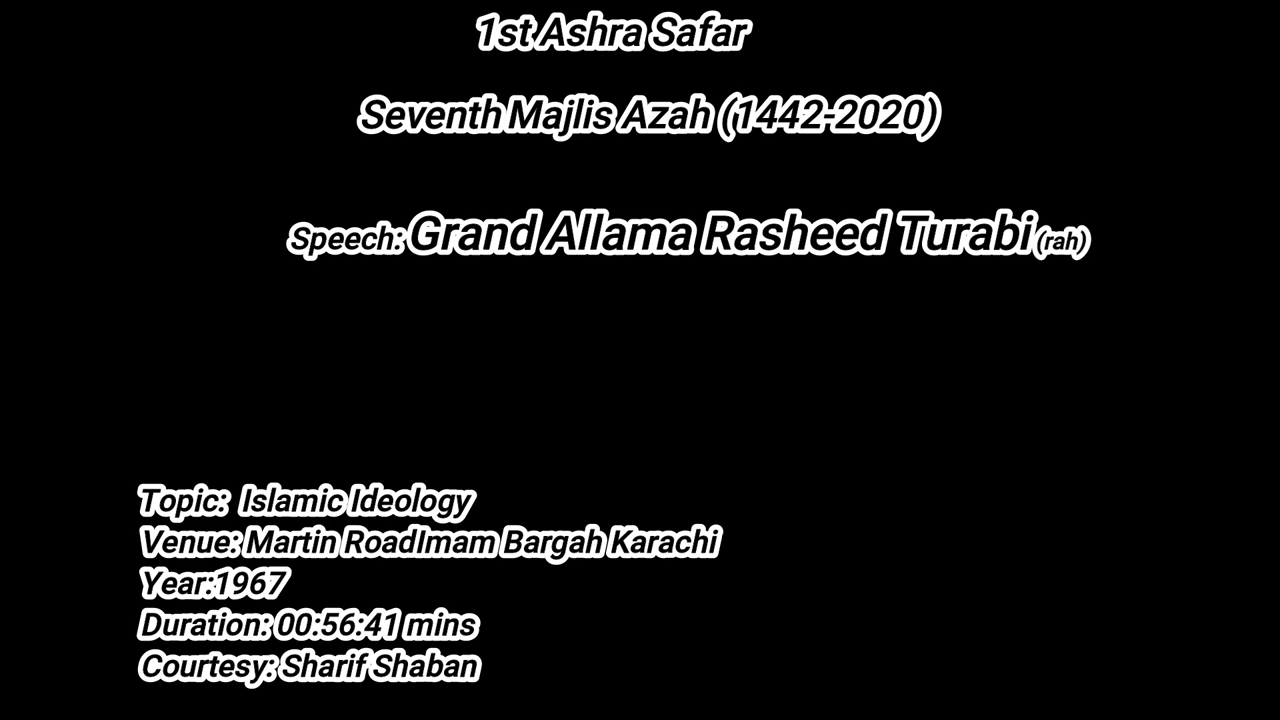 1st Ashra Safar
Seventh Majlis Azah (1442-2020)
Speech: Grand Allama Rasheed Turabi (rah)
Topic: Islamic Ideology
Venue: Martin RoadImam Bargah Karachi
Year:1967
Duration: 00:56:41 mins
Courtesy: Sharif Shaban